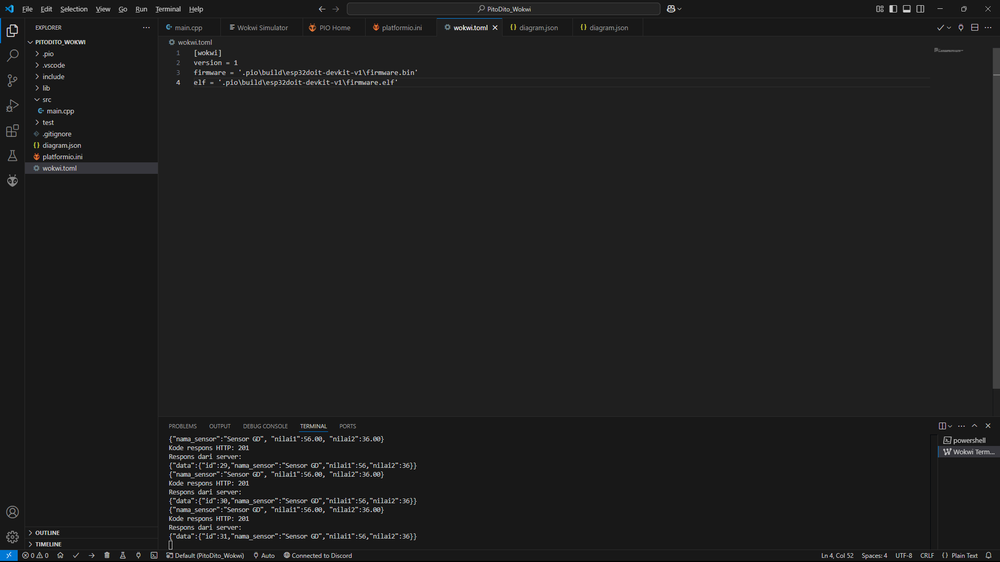 File Edit Selection View Go Run Terminal Help
PitoDito_Wokwi
EXPLORER
main.cpp
Wokwi Simulator
PIO Home
platformio.ini
wokwi.toml
diagram.json
diagram.json
PITODITO_WOKWI
.pio
.vscode
include
lib
src
main.cpp
test
.gitignore
diagram.json
platformio.ini
wokwi.toml
OUTLINE
TIMELINE
wokwi.toml
1 [wokwi]
2 version = 1
3 firmware = '.pio\build\esp32doit-devkit-v1\firmware.bin'
4 elf = '.pio\build\esp32doit-devkit-v1\firmware.elf'
PROBLEMS OUTPUT DEBUG CONSOLE TERMINAL PORTS
{"nama_sensor":"Sensor GD", "nilai1":56.00, "nilai2":36.00}
Kode respons HTTP: 201
Respons dari server:
{"data":{"id":29,"nama_sensor":"Sensor GD","nilai1":56,"nilai2":36}}
{"nama_sensor":"Sensor GD", "nilai1":56.00, "nilai2":36.00}
Kode respons HTTP: 201
Respons dari server:
{"data":{"id":30,"nama_sensor":"Sensor GD","nilai1":56,"nilai2":36}}
{"nama_sensor":"Sensor GD", "nilai1":56.00, "nilai2":36.00}
Kode respons HTTP: 201
Respons dari server:
{"data":{"id":31,"nama_sensor":"Sensor GD","nilai1":56,"nilai2":36}}
powershell
Wokwi Term...
0 0 Default (PitoDito_Wokwi) Auto Connected to Discord
Ln 4, Col 52 Spaces: 4 UTF-8 CRLF {} Plain Text